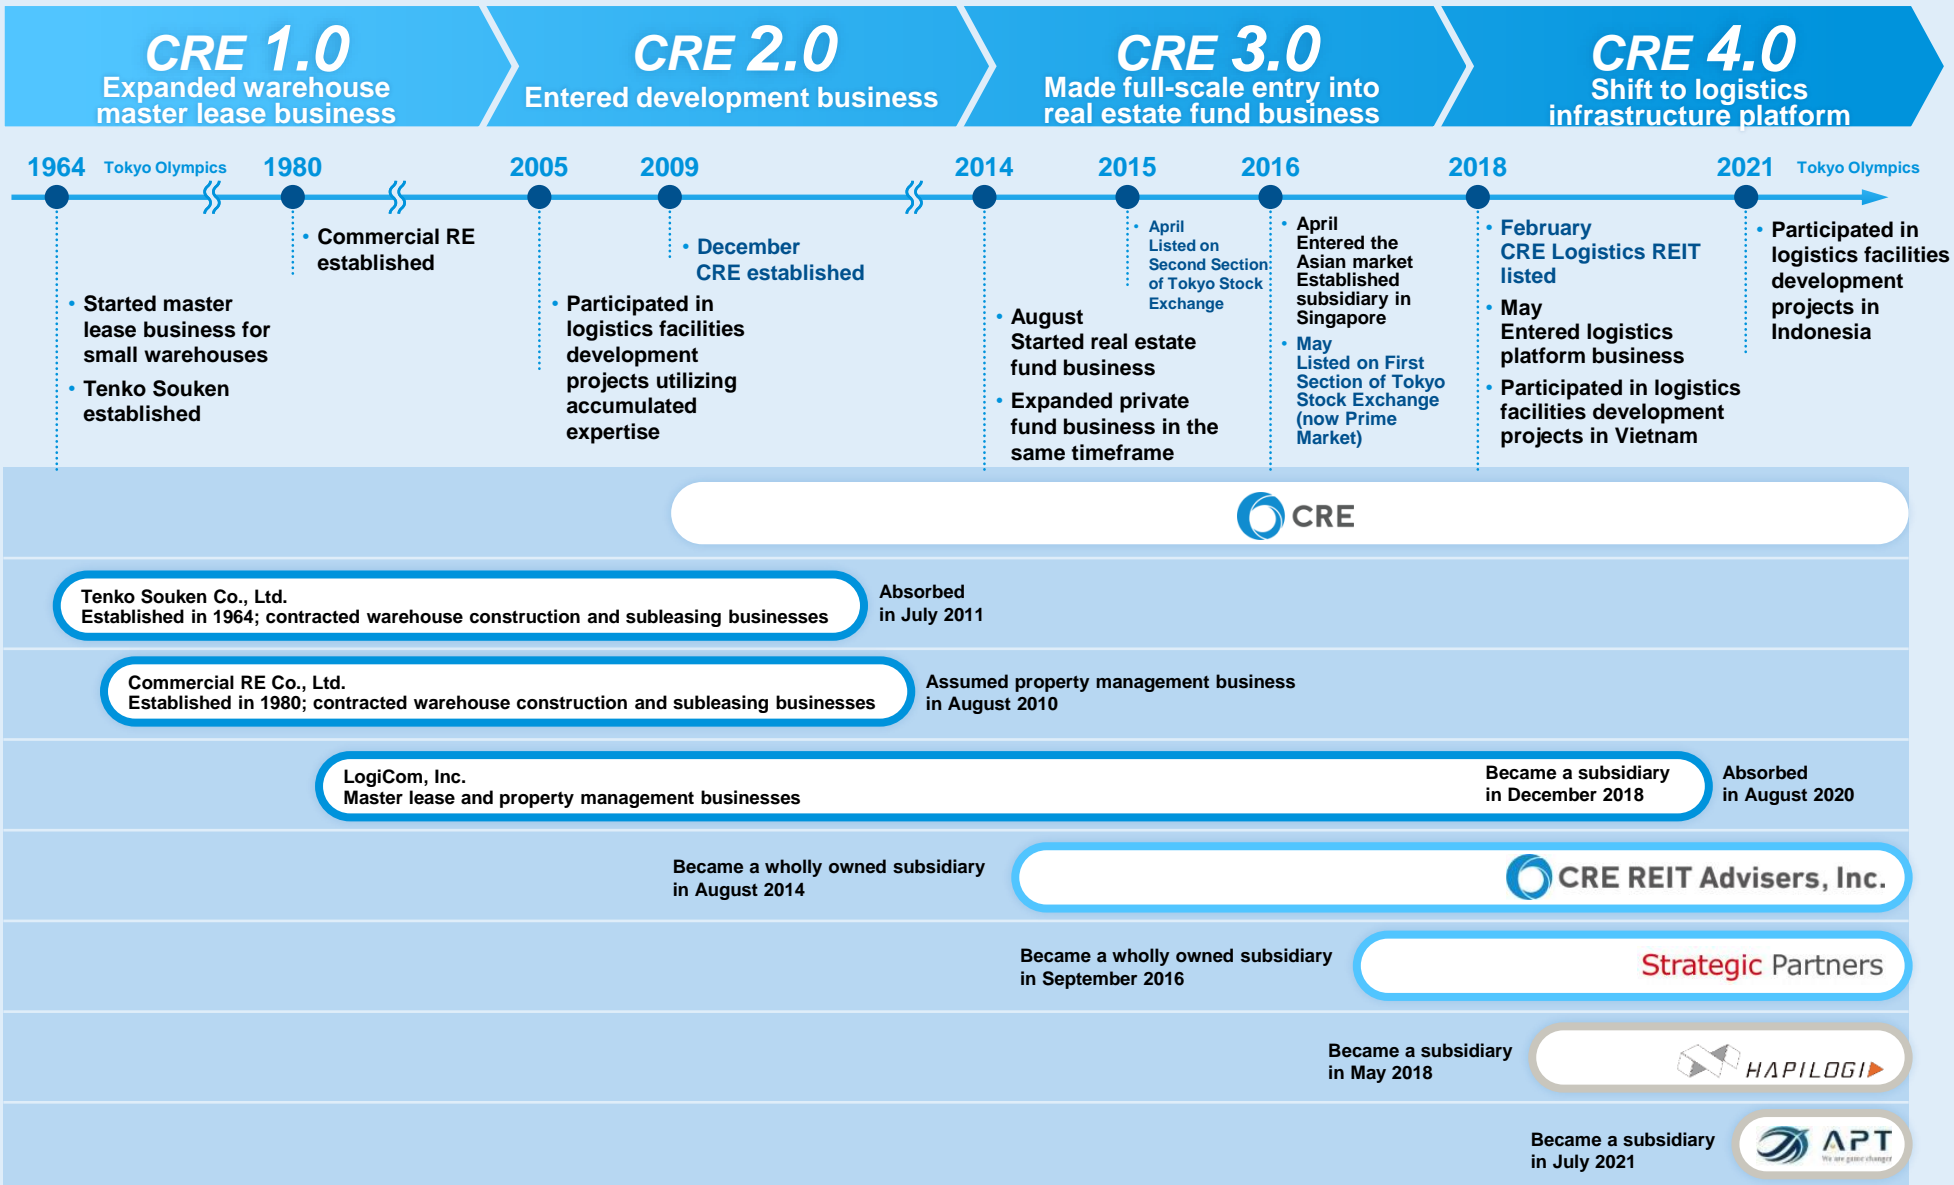 CRE 1.0
Expanded warehouse
master lease business
CRE 2.0
Entered development business
CRE 3.0
Made full-scale entry into
real estate fund business
CRE 4.0
Shift to logistics
infrastructure platform
1964
Tokyo Olympics
1980
2005
2009
2014
2015
2016
2018
2021
Tokyo Olympics
• Started master
lease business for
small warehouses
• Tenko Souken
established
• Commercial RE
established
• Participated in
logistics facilities
development
projects utilizing
accumulated
expertise
• December
CRE established
• August
Started real estate
fund business
• Expanded private
fund business in the
same timeframe
• April
Listed on
Second Section
of Tokyo Stock
Exchange
• April
Entered the
Asian market
Established
subsidiary in
Singapore
• May
Listed on First
Section of Tokyo
Stock Exchange
(now Prime
Market)
• February
CRE Logistics REIT
listed
• May
Entered logistics
platform business
• Participated in logistics
facilities development
projects in Vietnam
• Participated in
logistics facilities
development
projects in
Indonesia
CRE
Tenko Souken Co., Ltd.
Established in 1964; contracted warehouse construction and subleasing businesses
Absorbed
in July 2011
Commercial RE Co., Ltd.
Established in 1980; contracted warehouse construction and subleasing businesses
Assumed property management business
in August 2010
LogiCom, Inc.
Master lease and property management businesses
Became a subsidiary
in December 2018
Absorbed
in August 2020
Became a wholly owned subsidiary
in August 2014
CRE REIT Advisers, Inc.
Became a wholly owned subsidiary
in September 2016
Strategic Partners
Became a subsidiary
in May 2018
HAPILOGI
Became a subsidiary
in July 2021
APT
We are game changer